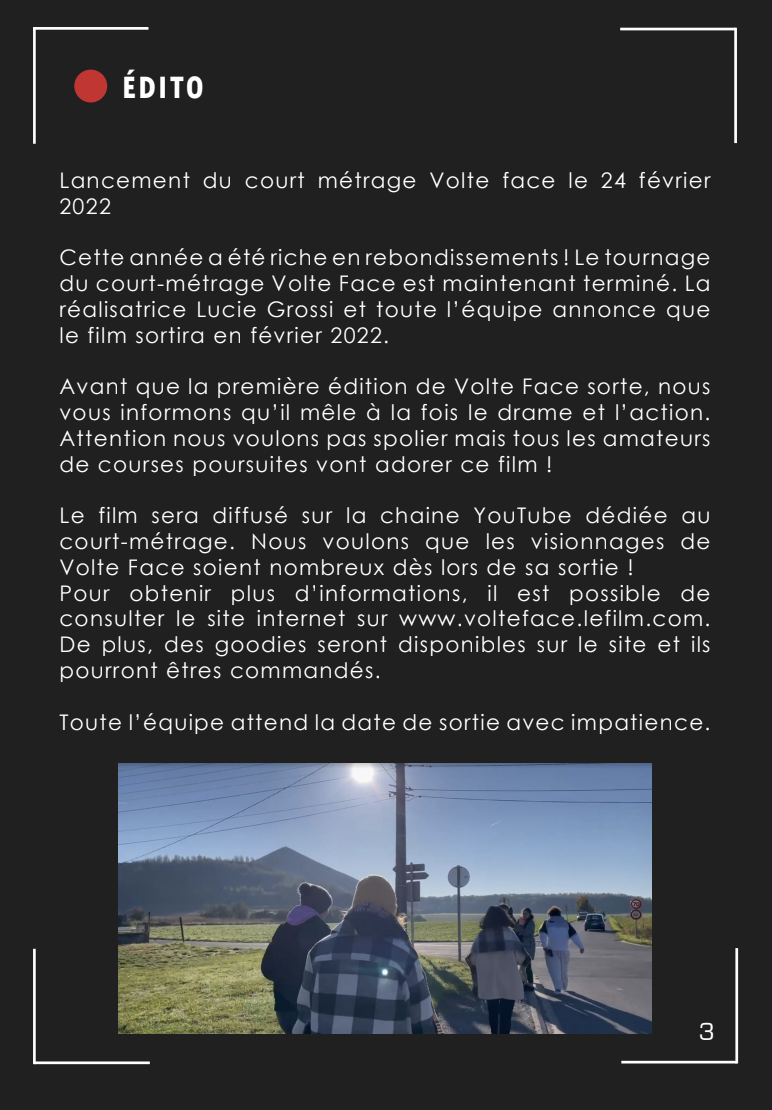 ÉDITO
Lancement du court métrage Volte face le 24 février
2022
Cette année a été riche en rebondissements ! Le tournage
du court-métrage Volte Face est maintenant terminé. La
réalisatrice Lucie Grossi et toute l’équipe annonce que
le film sortira en février 2022.
Avant que la première édition de Volte Face sorte, nous
vous informons qu’il mêle à la fois le drame et l’action.
Attention nous voulons pas spolier mais tous les amateurs
de courses poursuites vont adorer ce film !
Le film sera diffusé sur la chaine YouTube dédiée au
court-métrage. Nous voulons que les visionnages de
Volte Face soient nombreux dès lors de sa sortie !
Pour obtenir plus d’informations, il est possible de
consulter le site internet sur www.volteface.lefilm.com.
De plus, des goodies seront disponibles sur le site et ils
pourront êtres commandés.
Toute l’équipe attend la date de sortie avec impatience.
3